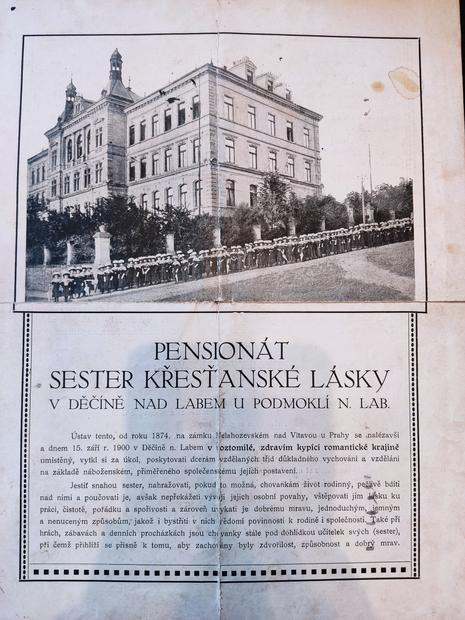 PENSIONÁT
SESTER KŘESŤANSKÉ LÁSKY
V DĚČÍNĚ NAD LABEM U PODMOKLÍ N. LAB.
Ústav tento, od roku 1874, na zámku Nelahozevském nad Vltavou u Prahy se nalézavší
a dnem 15. září r. 1900 v Děčíně n. Labem v roztomilé, zdravím kypící romantické krajině
umístěný, vytkl si za úkol, poskytovati dcerám vzdělaných tříd důkladného vychování a vzdělání
na základě náboženském, přiměřeného společenskému jejich postavení.
Jestiť snahou sester, nahražovati, pokud to možná, chovankám život rodinný, pečlivě bdíti
nad nimi a poučovati je, avšak nepřekážeti vývoji jejich osobní povahy, vštěpovati jim lásku ku
práci, čistotě, pořádku a spořivosti a zároveň uvykati je dobrému mravu, jednoduchým, jemným
a nenuceným způsobům, jakož i bystřiti v nich vědomí povinností k rodině i společnosti. Také při
hrách, zábavách a denních procházkách jsou chovanky stále pod dohlídkou učitelek svých (sester),
při čemž přihlíží se přísně k tomu, aby zachovány byly zdvořilost, způsobnost a dobrý mrav.